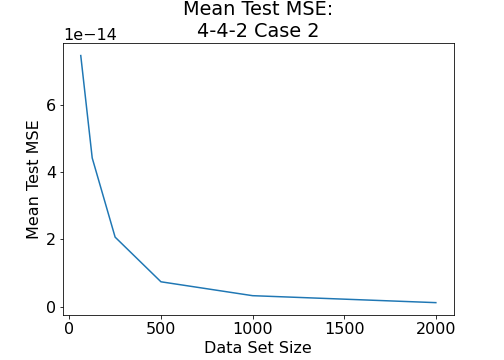 Mean Test MSE:
4-4-2 Case 2
1e−14
6
4
2
0
Mean Test MSE
0 500 1000 1500 2000
Data Set Size